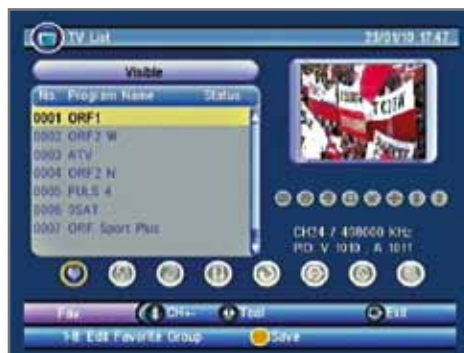 TV List 23/01/10 17:47
Visible
No. Program Name Status
0001 ORF1
0002 ORF2 W
0003 ATV
0004 ORF2 N
0005 PULS 4
0006 3SAT
0007 ORF Sport Plus
CH24 / 498000 KHz
PID: V 1010 , A 1011
Fav CH+- Tool Exit
1-8 Edit Favorite Group Save